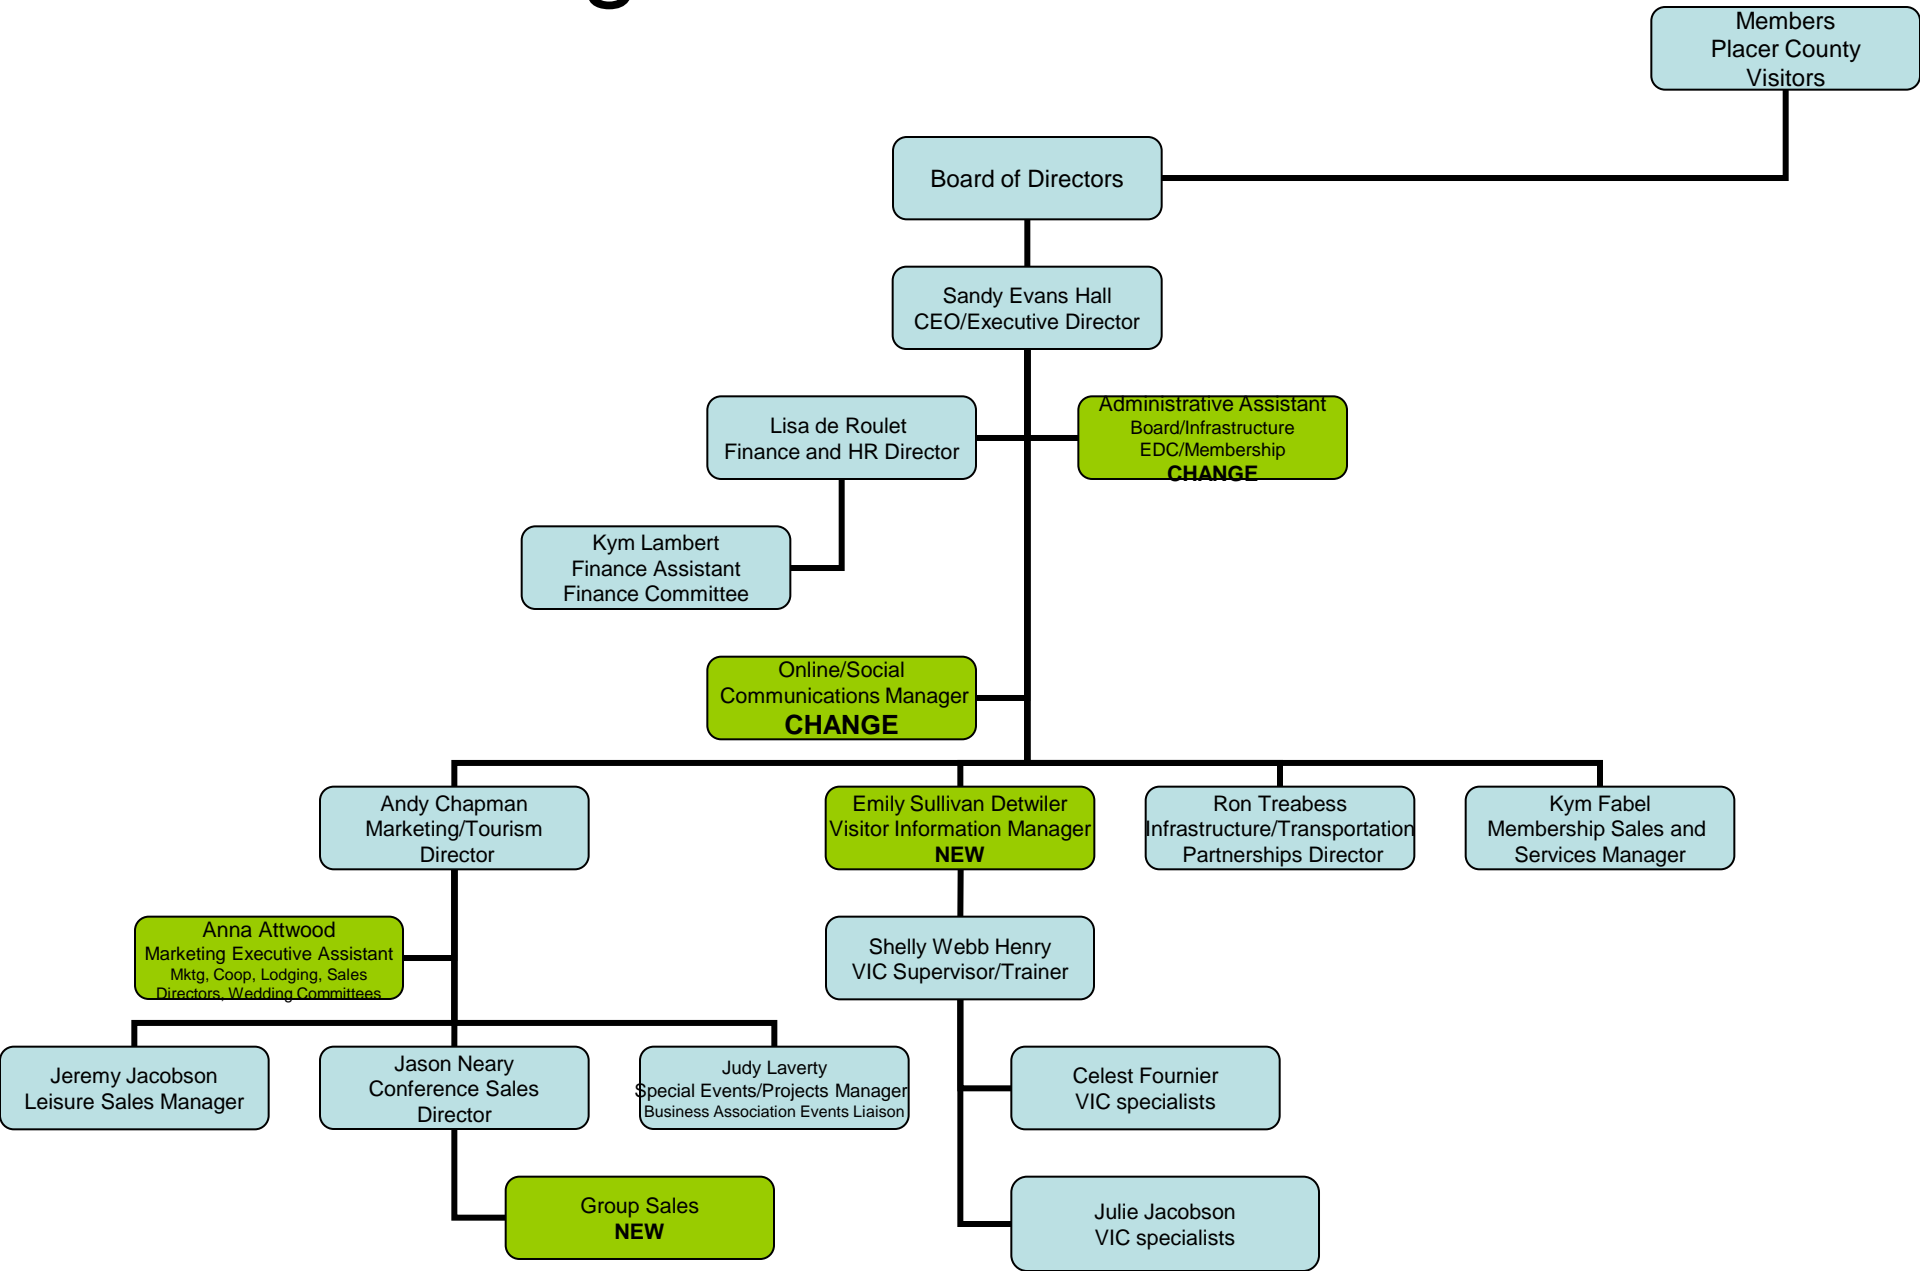 Members
Placer County
Visitors
Board of Directors
Sandy Evans Hall
CEO/Executive Director
Lisa de Roulet
Finance and HR Director
Administrative Assistant
Board/Infrastructure
EDC/Membership
CHANGE
Kym Lambert
Finance Assistant
Finance Committee
Online/Social
Communications Manager
CHANGE
Andy Chapman
Marketing/Tourism
Director
Emily Sullivan Detwiler
Visitor Information Manager
NEW
Ron Treabess
Infrastructure/Transportation
Partnerships Director
Kym Fabel
Membership Sales and
Services Manager
Anna Attwood
Marketing Executive Assistant
Mktg, Coop, Lodging, Sales
Directors, Wedding Committees
Shelly Webb Henry
VIC Supervisor/Trainer
Jeremy Jacobson
Leisure Sales Manager
Jason Neary
Conference Sales
Director
Judy Laverty
Special Events/Projects Manager
Business Association Events Liaison
Celest Fournier
VIC specialists
Group Sales
NEW
Julie Jacobson
VIC specialists